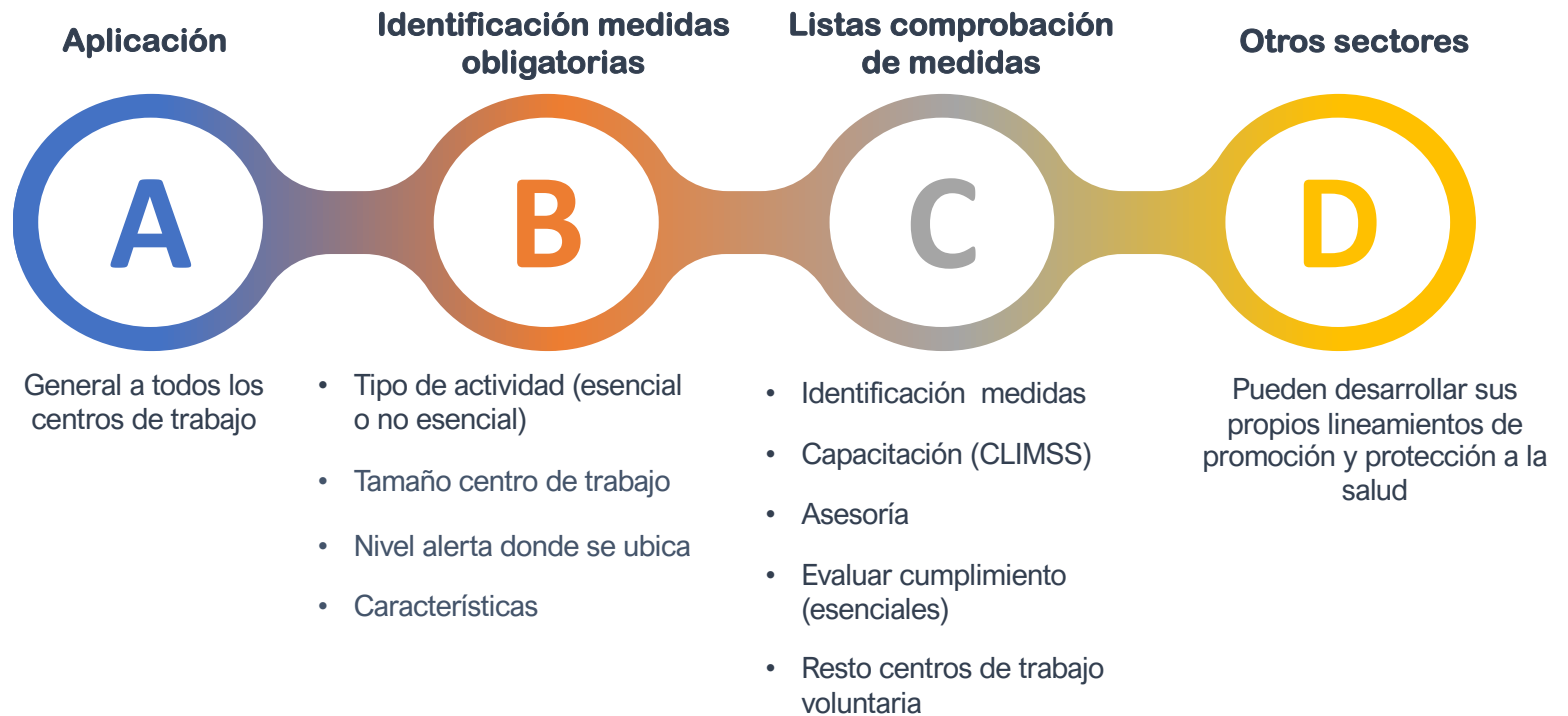 Aplicación
Identificación medidas
obligatorias
Listas comprobación
de medidas
Otros sectores
A
B
C
D
General a todos los
centros de trabajo
• Tipo de actividad (esencial
o no esencial)
• Tamaño centro de trabajo
• Nivel alerta donde se ubica
• Características
• Identificación medidas
• Capacitación (CLIMSS)
• Asesoría
• Evaluar cumplimiento
(esenciales)
• Resto centros de trabajo
voluntaria
Pueden desarrollar sus
propios lineamientos de
promoción y protección a la
salud